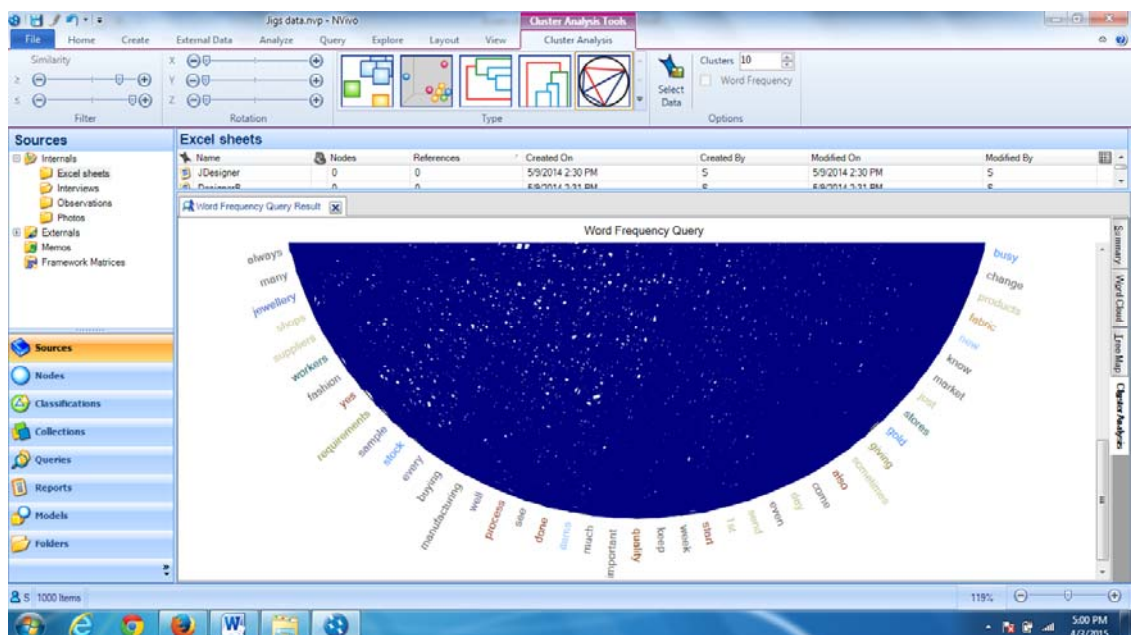 Jigs data.nvp - NVivo
Cluster Analysis Tools
File Home Create External Data Analyze Query Explore Layout View Cluster Analysis
Similarity
X
Y
Z
≥
≤
Filter
Rotation
Type
Select Data
Clusters 10
Word Frequency
Options
Sources
Internals
Excel sheets
Interviews
Observations
Photos
Externals
Memos
Framework Matrices
Sources
Nodes
Classifications
Collections
Queries
Reports
Models
Folders
Excel sheets
Name Nodes References Created On Created By Modified On Modified By
JDesigner 0 0 5/9/2014 2:30 PM S 5/9/2014 2:30 PM S
Word Frequency Query Result
Word Frequency Query
always
many
jewellery
shops
suppliers
workers
fashion
yes
requirements
sample
stock
every
buying
manufacturing
well
process
see
done
much
important
quality
keep
week
start
1st
send
even
day
come
also
sometimes
giving
gold
stores
just
market
know
new
fabric
products
change
busy
Summary
Word Cloud
Tree Map
Cluster Analysis
S 1000 Items
119%
5:00 PM
4/3/2015